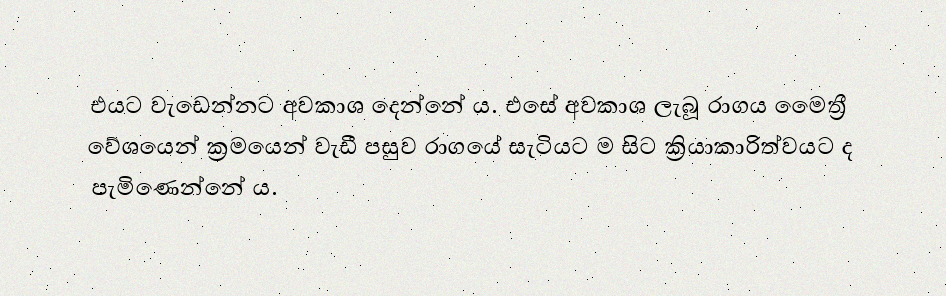 එයට වැඩෙන්නට අවකාශ දෙන්නේ ය. එසේ අවකාශ ලැබූ රාගය මෛත්‍රී
වේශයෙන් ක්‍රමයෙන් වැඩී පසුව රාගයේ සැටියට ම සිට ක්‍රියාකාරිත්වයට ද
පැමිණෙන්නේ ය.